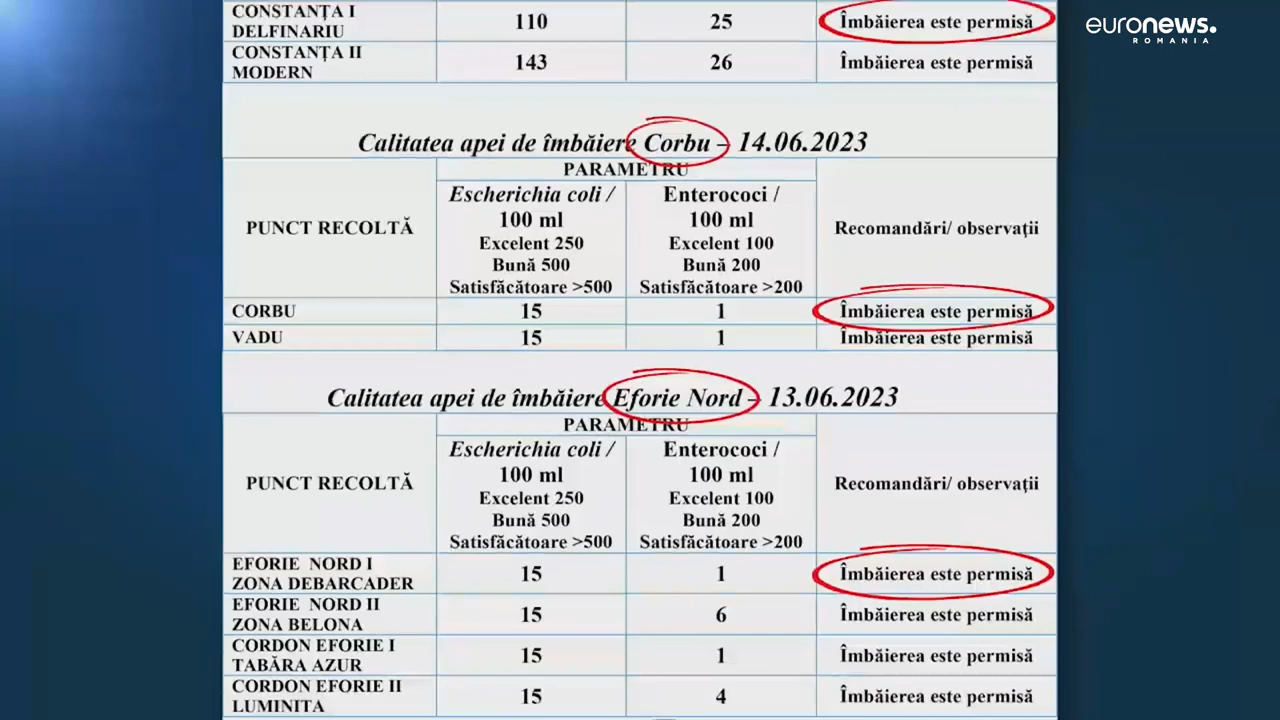 euronews.
ROMANIA
CONSTANȚA I
DELFINARIU
110
25
Îmbăierea este permisă
CONSTANȚA II
MODERN
143
26
Îmbăierea este permisă
Calitatea apei de îmbăiere Corbu – 14.06.2023
PUNCT RECOLTĂ
PARAMETRU
Escherichia coli /
100 ml
Excelent 250
Bună 500
Satisfăcătoare >500
Enterococi /
100 ml
Excelent 100
Bună 200
Satisfăcătoare >200
Recomandări/ observaţii
CORBU
15
1
Îmbăierea este permisă
VADU
15
1
Îmbăierea este permisă
Calitatea apei de îmbăiere Eforie Nord – 13.06.2023
PUNCT RECOLTĂ
PARAMETRU
Escherichia coli /
100 ml
Excelent 250
Bună 500
Satisfăcătoare >500
Enterococi /
100 ml
Excelent 100
Bună 200
Satisfăcătoare >200
Recomandări/ observaţii
EFORIE NORD I
ZONA DEBARCADER
15
1
Îmbăierea este permisă
EFORIE NORD II
ZONA BELONA
15
6
Îmbăierea este permisă
CORDON EFORIE I
TABĂRA AZUR
15
1
Îmbăierea este permisă
CORDON EFORIE II
LUMINITA
15
4
Îmbăierea este permisă